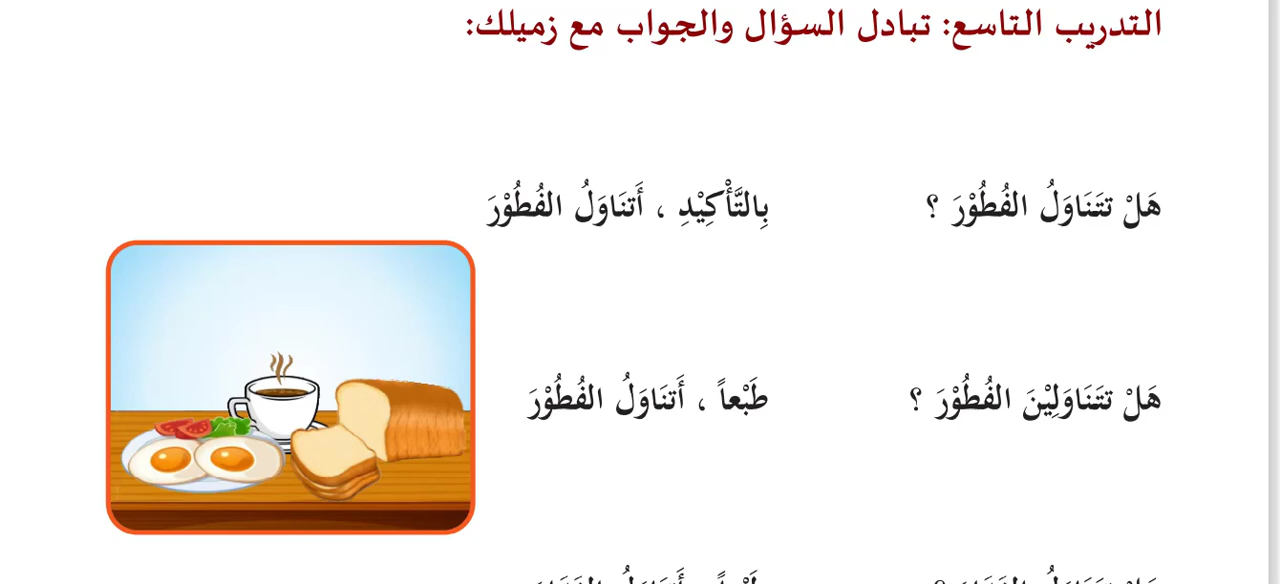 التدريب التاسع: تبادل السؤال والجواب مع زميلك:
هَلْ تتَنَاوَلُ الفُطُوْرَ ؟ بِالتَّأْكِيْدِ ، أَتنَاوَلُ الفُطُوْرَ
هَلْ تتَنَاوَلِيْنَ الفُطُوْرَ ؟ طَبْعاً ، أَتنَاوَلُ الفُطُوْرَ